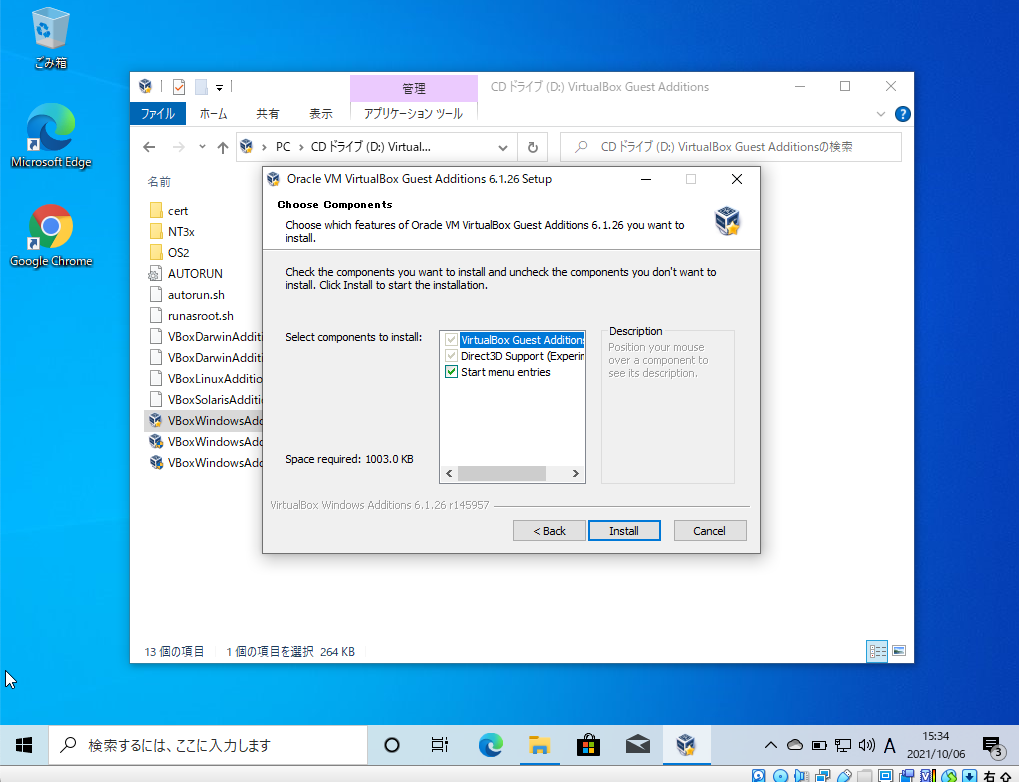 ごみ箱
Microsoft Edge
Google Chrome
管理
CD ドライブ (D:) VirtualBox Guest Additions
ファイル
ホーム
共有
表示
アプリケーション ツール
PC
CD ドライブ (D:) Virtual...
CD ドライブ (D:) VirtualBox Guest Additionsの検索
名前
cert
NT3x
OS2
AUTORUN
autorun.sh
runasroot.sh
VBoxDarwinAdditi
VBoxDarwinAdditi
VBoxLinuxAdditio
VBoxSolarisAdditi
VBoxWindowsAdd
VBoxWindowsAdd
VBoxWindowsAdd
13 個の項目
1 個の項目を選択 264 KB
Oracle VM VirtualBox Guest Additions 6.1.26 Setup
Choose Components
Choose which features of Oracle VM VirtualBox Guest Additions 6.1.26 you want to
install.
Check the components you want to install and uncheck the components you don't want to
install. Click Install to start the installation.
Select components to install:
VirtualBox Guest Additions
Direct3D Support (Experim
Start menu entries
Description
Position your mouse
over a component to
see its description.
Space required: 1003.0 KB
VirtualBox Windows Additions 6.1.26 r145957
< Back
Install
Cancel
検索するには、ここに入力します
A
15:34
2021/10/06
3
右